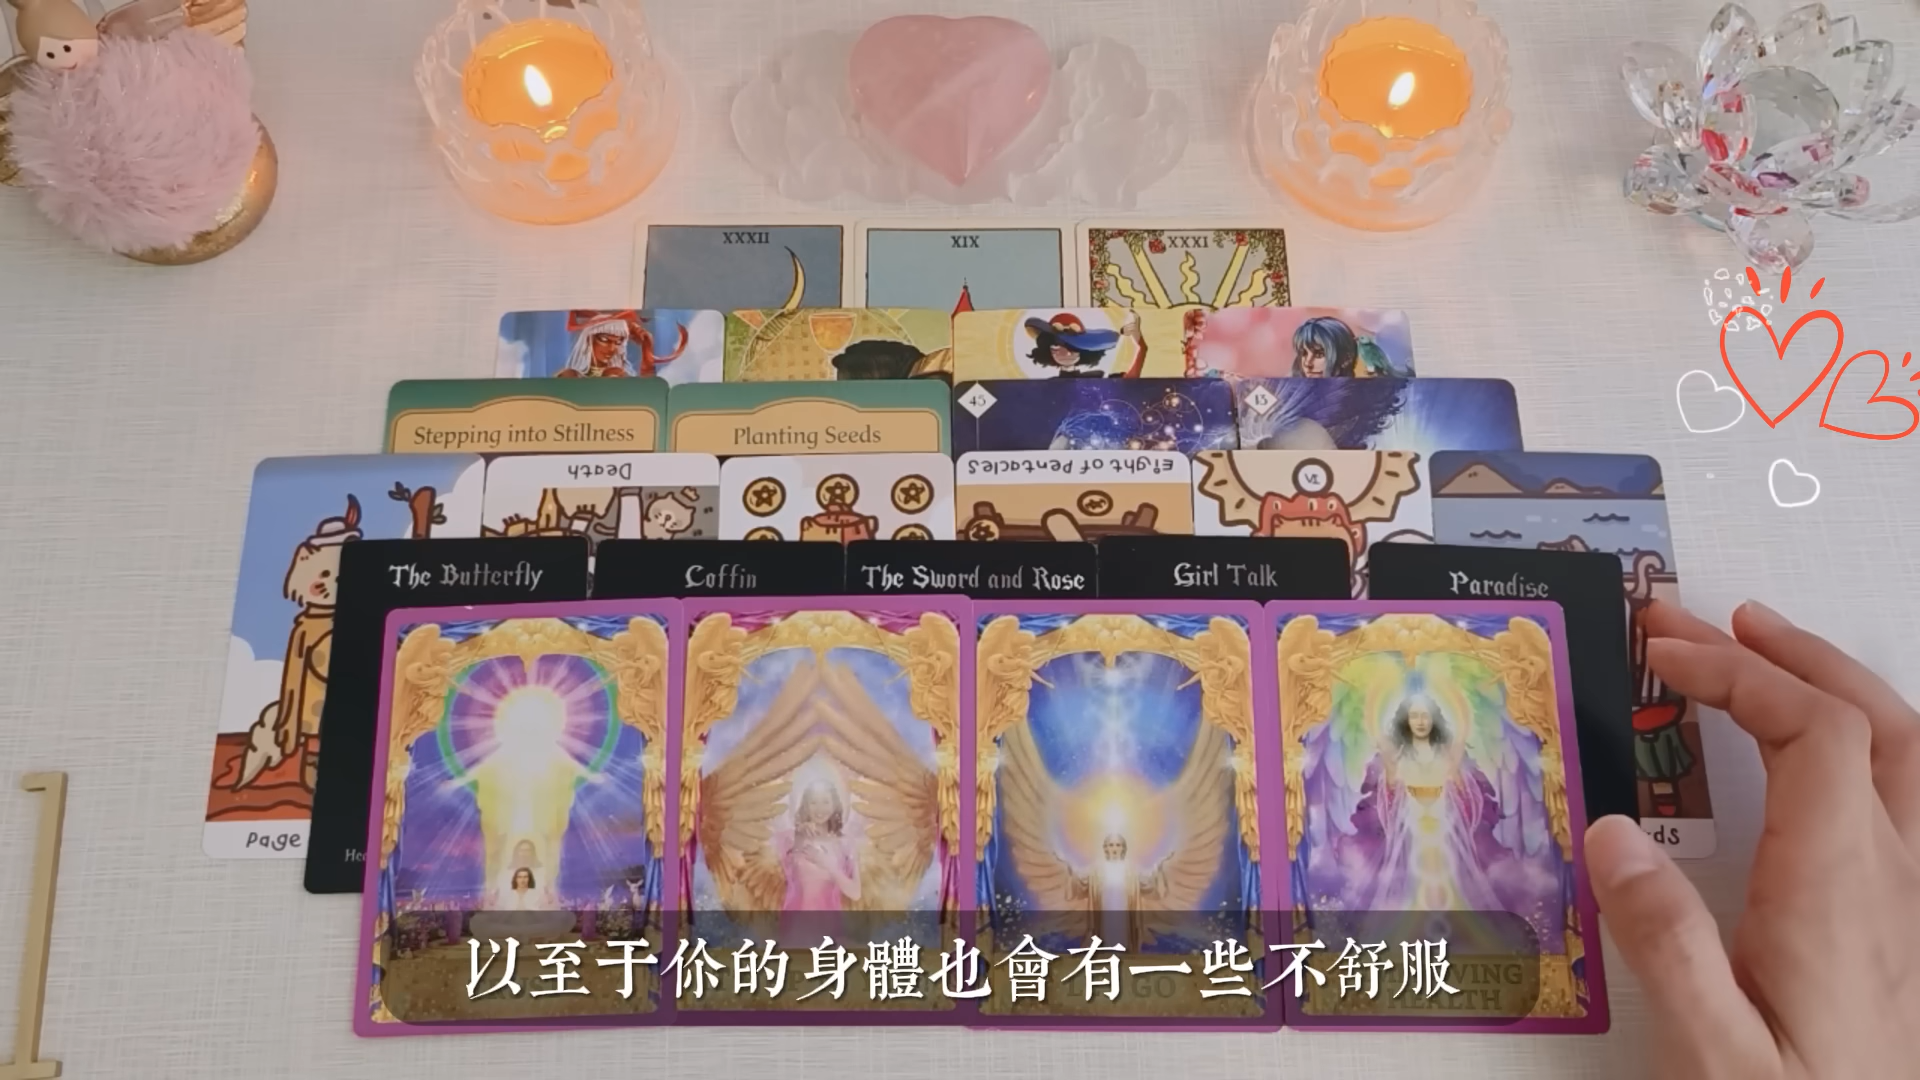 XXXII
XIX
XXXI
Stepping into Stillness
Planting Seeds
45
13
Death
Eight of Pentacles
VI
The Butterfly
Coffin
The Sword and Rose
Girl Talk
Paradise
Page
以至于你的身體也會有一些不舒服
GO
HEALTH